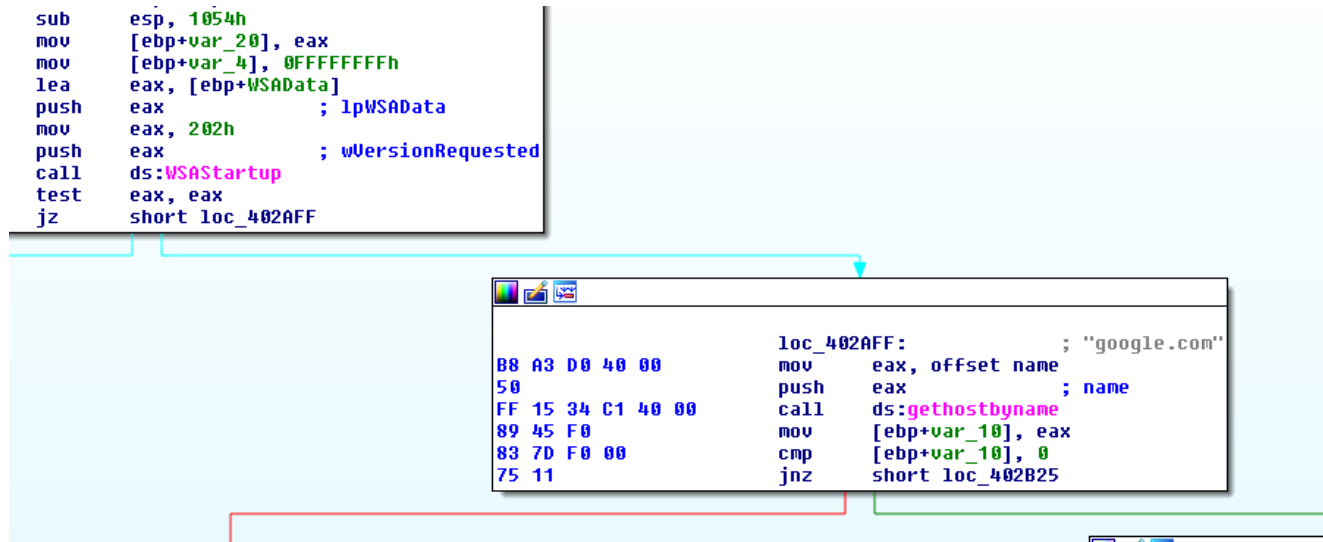 sub esp, 1054h
mov [ebp+var_20], eax
mov [ebp+var_4], 0FFFFFFFFh
lea eax, [ebp+WSAData]
push eax ; lpWSAData
mov eax, 202h
push eax ; wVersionRequested
call ds:WSAStartup
test eax, eax
jz short loc_402AFF
loc_402AFF: ; "google.com"
B8 A3 D0 40 00 mov eax, offset name
50 push eax ; name
FF 15 34 C1 40 00 call ds:gethostbyname
89 45 F0 mov [ebp+var_10], eax
83 7D F0 00 cmp [ebp+var_10], 0
75 11 jnz short loc_402B25